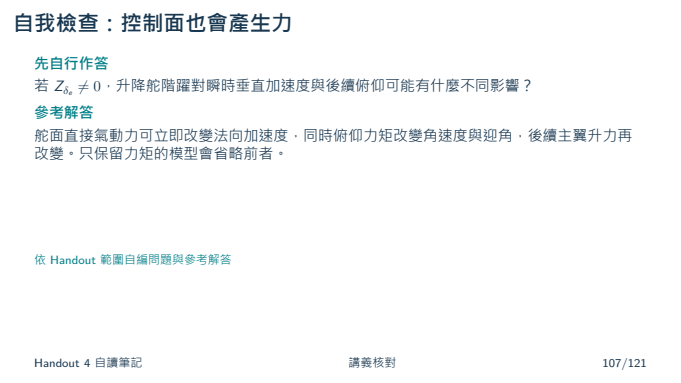 自我檢查：控制面也會產生力
先自行作答
若 Z_{δ_e} ≠ 0，升降舵階躍對瞬時垂直加速度與後續俯仰可能有什麼不同影響？
參考解答
舵面直接氣動力可立即改變法向加速度，同時俯仰力矩改變角速度與迎角，後續主翼升力再
改變。只保留力矩的模型會省略前者。
依 Handout 範圍自編問題與參考解答
Handout 4 自讀筆記
講義核對
107/121